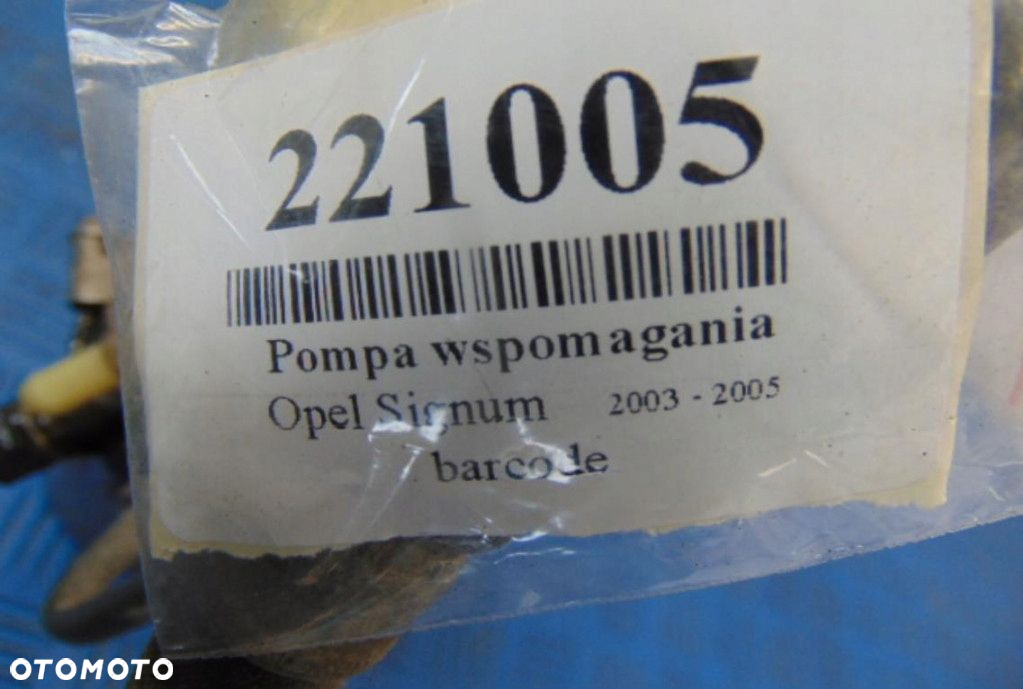 221005
Pompa wspomagania
Opel Signum 2003 - 2005
barcode
OTOMOTO